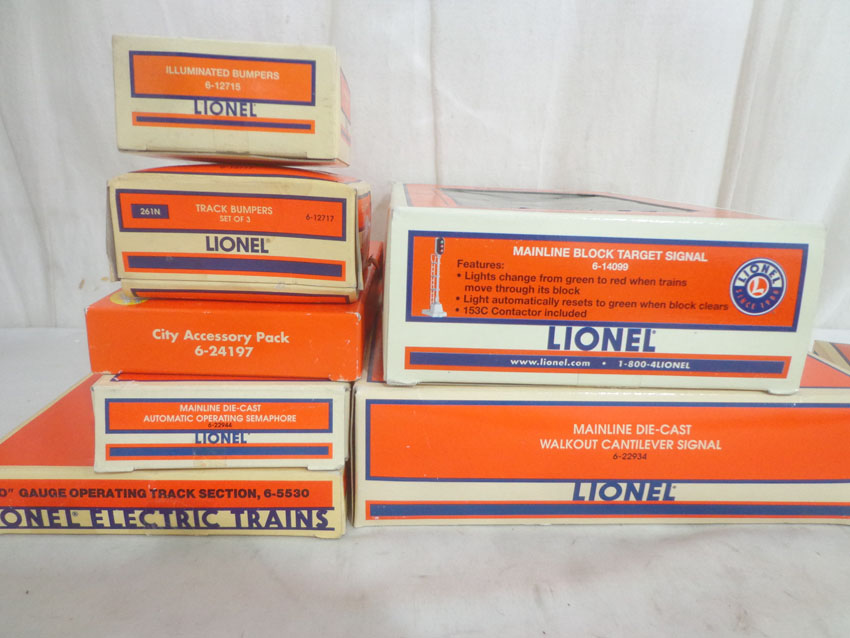 ILLUMINATED BUMPERS
6-12715
LIONEL
261N
TRACK BUMPERS
SET OF 3
6-12717
LIONEL
City Accessory Pack
6-24197
MAINLINE DIE-CAST
AUTOMATIC OPERATING SEMAPHORE
6-22944
LIONEL
O" GAUGE OPERATING TRACK SECTION, 6-5530
IONEL ELECTRIC TRAINS
MAINLINE BLOCK TARGET SIGNAL
6-14099
Features:
• Lights change from green to red when trains
move through its block
• Light automatically resets to green when block clears
• 153C Contactor included
LIONEL
L
SINCE 1900
LIONEL
www.lionel.com • 1-800-4LIONEL
MAINLINE DIE-CAST
WALKOUT CANTILEVER SIGNAL
6-22934
LIONEL